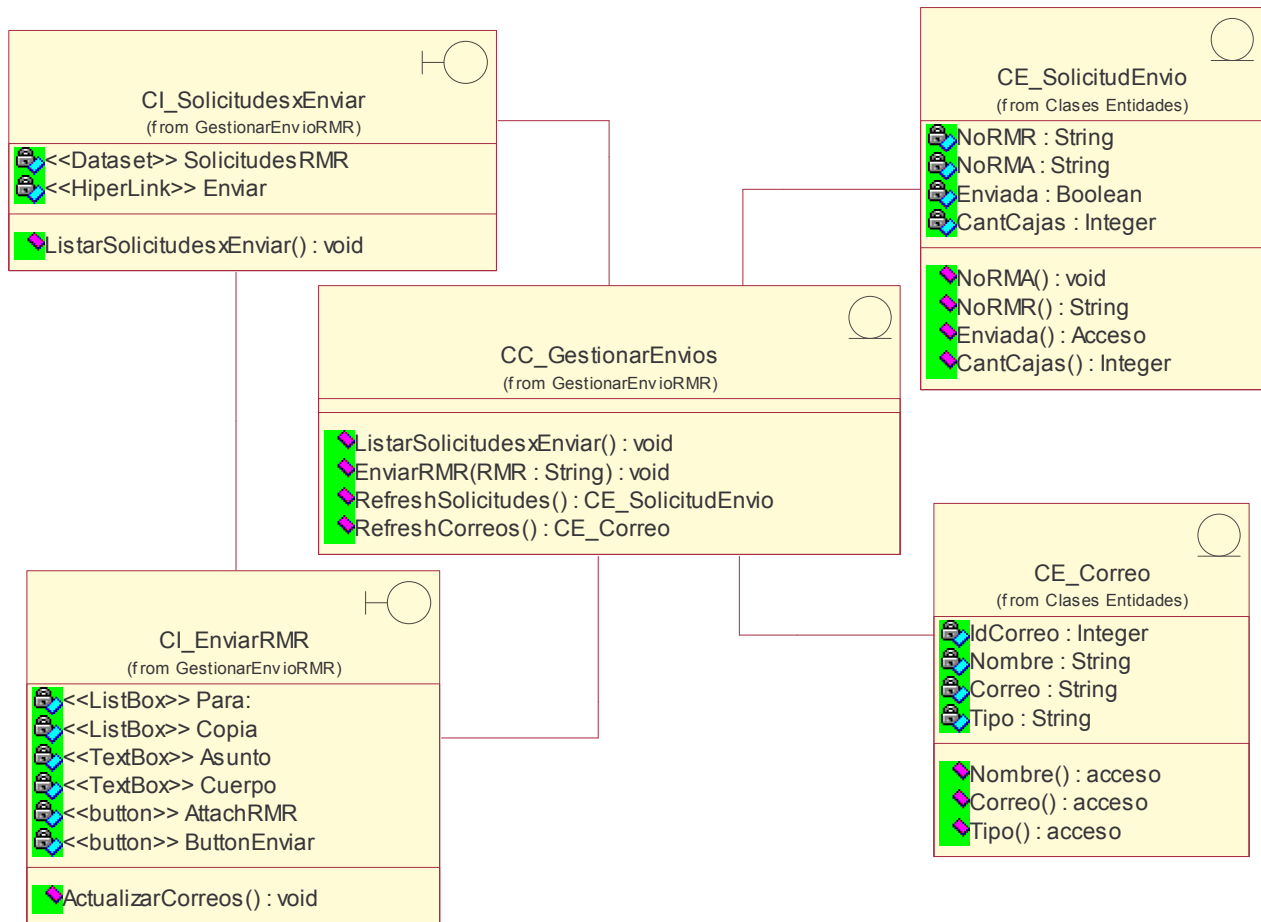 CI_SolicitudesxEnviar
(from GestionarEnvioRMR)
<<Dataset>> SolicitudesRMR
<<HiperLink>> Enviar
ListarSolicitudesxEnviar() : void
CE_SolicitudEnvio
(from Clases Entidades)
NoRMR : String
NoRMA : String
Enviada : Boolean
CantCajas : Integer
NoRMA() : void
NoRMR() : String
Enviada() : Acceso
CantCajas() : Integer
CC_GestionarEnvios
(from GestionarEnvioRMR)
ListarSolicitudesxEnviar() : void
EnviarRMR(RMR : String) : void
RefreshSolicitudes() : CE_SolicitudEnvio
RefreshCorreos() : CE_Correo
CI_EnviarRMR
(from GestionarEnvioRMR)
<<ListBox>> Para:
<<ListBox>> Copia
<<TextBox>> Asunto
<<TextBox>> Cuerpo
<<button>> AttachRMR
<<button>> ButtonEnviar
ActualizarCorreos() : void
CE_Correo
(from Clases Entidades)
IdCorreo : Integer
Nombre : String
Correo : String
Tipo : String
Nombre() : acceso
Correo() : acceso
Tipo() : acceso